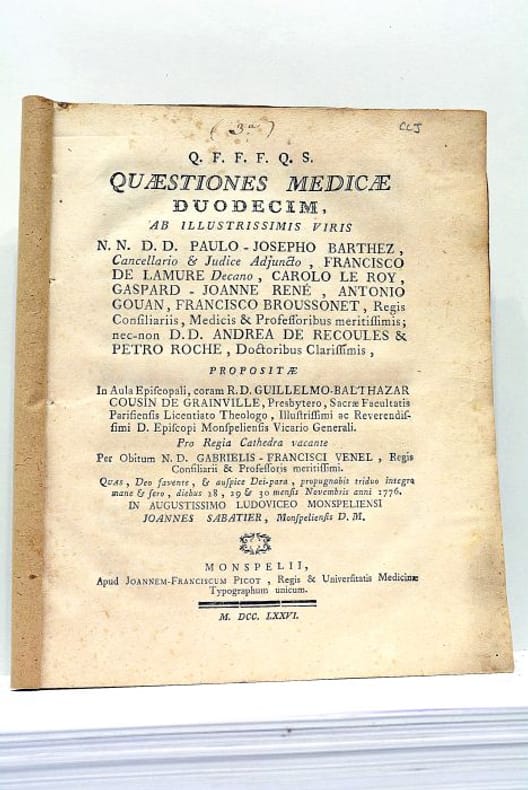 ( 3ª )
CCJ
Q. F. F. F. Q. S.
QUÆSTIONES MEDICÆ
DUODECIM,
AB ILLUSTRISSIMIS VIRIS
N. N. D. D. PAULO-JOSEPHO BARTHEZ,
Cancellario & Judice Adjuncto, FRANCISCO
DE LAMURE Decano, CAROLO LE ROY,
GASPARD-JOANNE RENÉ, ANTONIO
GOUAN, FRANCISCO BROUSSONET, Regis
Conſiliariis, Medicis & Profeſſoribus meritiſſimis;
nec-non D. D. ANDREA DE RECOULES &
PETRO ROCHE, Doctoribus Clariſſimis,
PROPOSITÆ
In Aula Epiſcopali, coram R. D. GUILLELMO-BALTHAZAR
COUSIN DE GRAINVILLE, Presbytero, Sacræ Facultatis
Pariſienſis Licentiato Theologo, Illuſtriſſimi ac Reverendiſ-
ſimi D. Epiſcopi Monſpelienſis Vicario Generali.
Pro Regia Cathedra vacante
Per Obitum N. D. GABRIELIS-FRANCISCI VENEL, Regis
Conſiliarii & Profeſſoris meritiſſimi.
QUAS, Deo favente, & auſpice Dei-para, propugnabit triduo integro
mane & ſero, diebus 28, 29 & 30 menſis Novembris anni 1776.
IN AUGUSTISSIMO LUDOVICEO MONSPELIENSI
JOANNES SABATIER, Monſpelienſis D. M.
MONSPELII,
Apud JOANNEM-FRANCISCUM PICOT, Regis & Univerſitatis Medicinæ
Typographum unicum.
M. DCC. LXXVI.